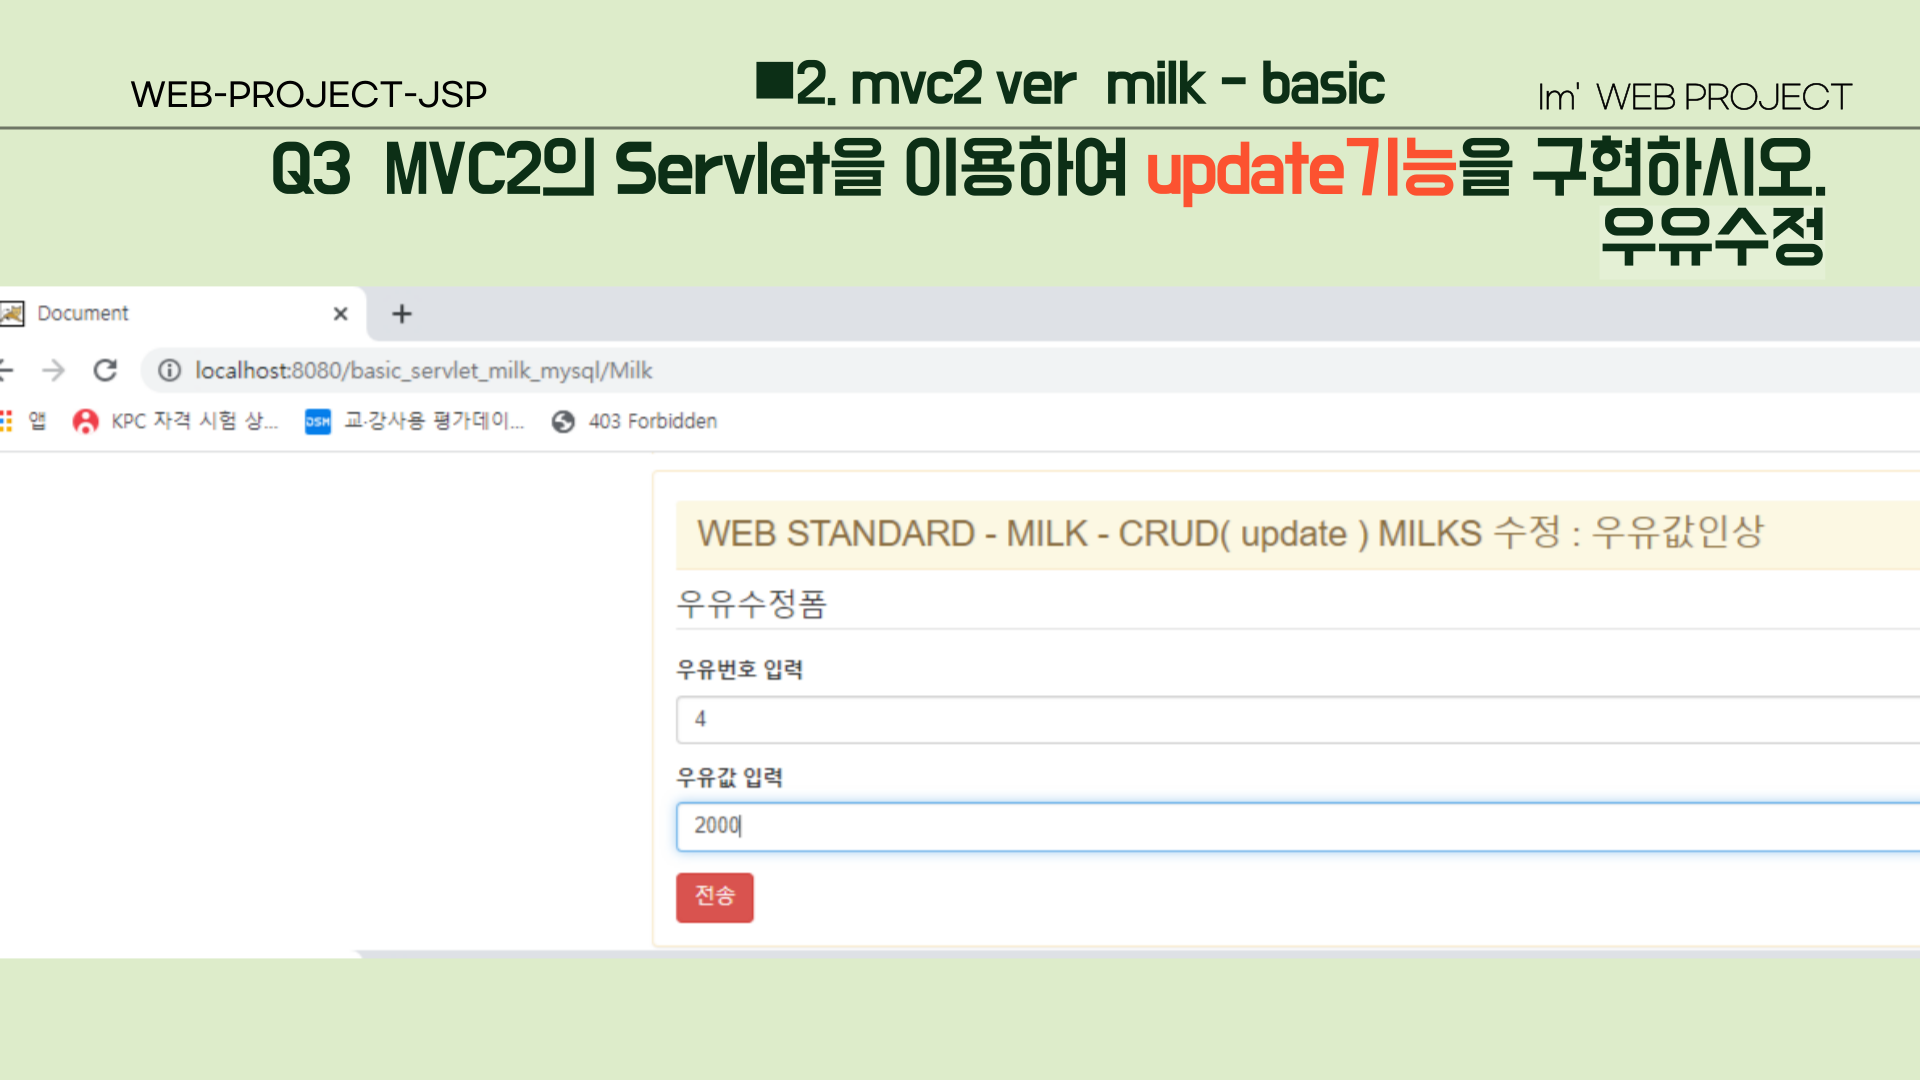 WEB-PROJECT-JSP
■2. mvc2 ver milk - basic
Im' WEB PROJECT
Q3 MVC2의 Servlet을 이용하여 update기능을 구현하시오.
우유수정
Document
localhost:8080/basic_servlet_milk_mysql/Milk
앱 KPC 자격 시험 상... DSM 교·강사용 평가데이... 403 Forbidden
WEB STANDARD - MILK - CRUD( update ) MILKS 수정 : 우유값인상
우유수정폼
우유번호 입력
4
우유값 입력
2000
전송